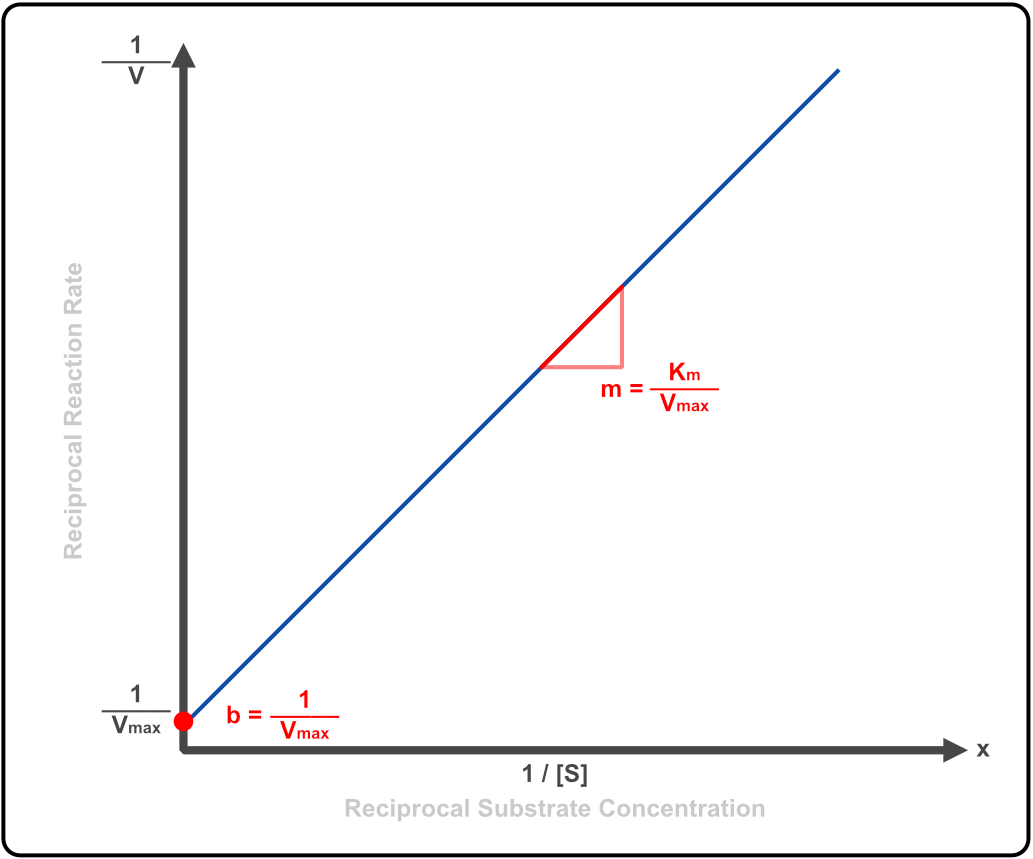 1
V
Reciprocal Reaction Rate
m = Km
Vmax
1
Vmax
b = 1
Vmax
x
1 / [S]
Reciprocal Substrate Concentration